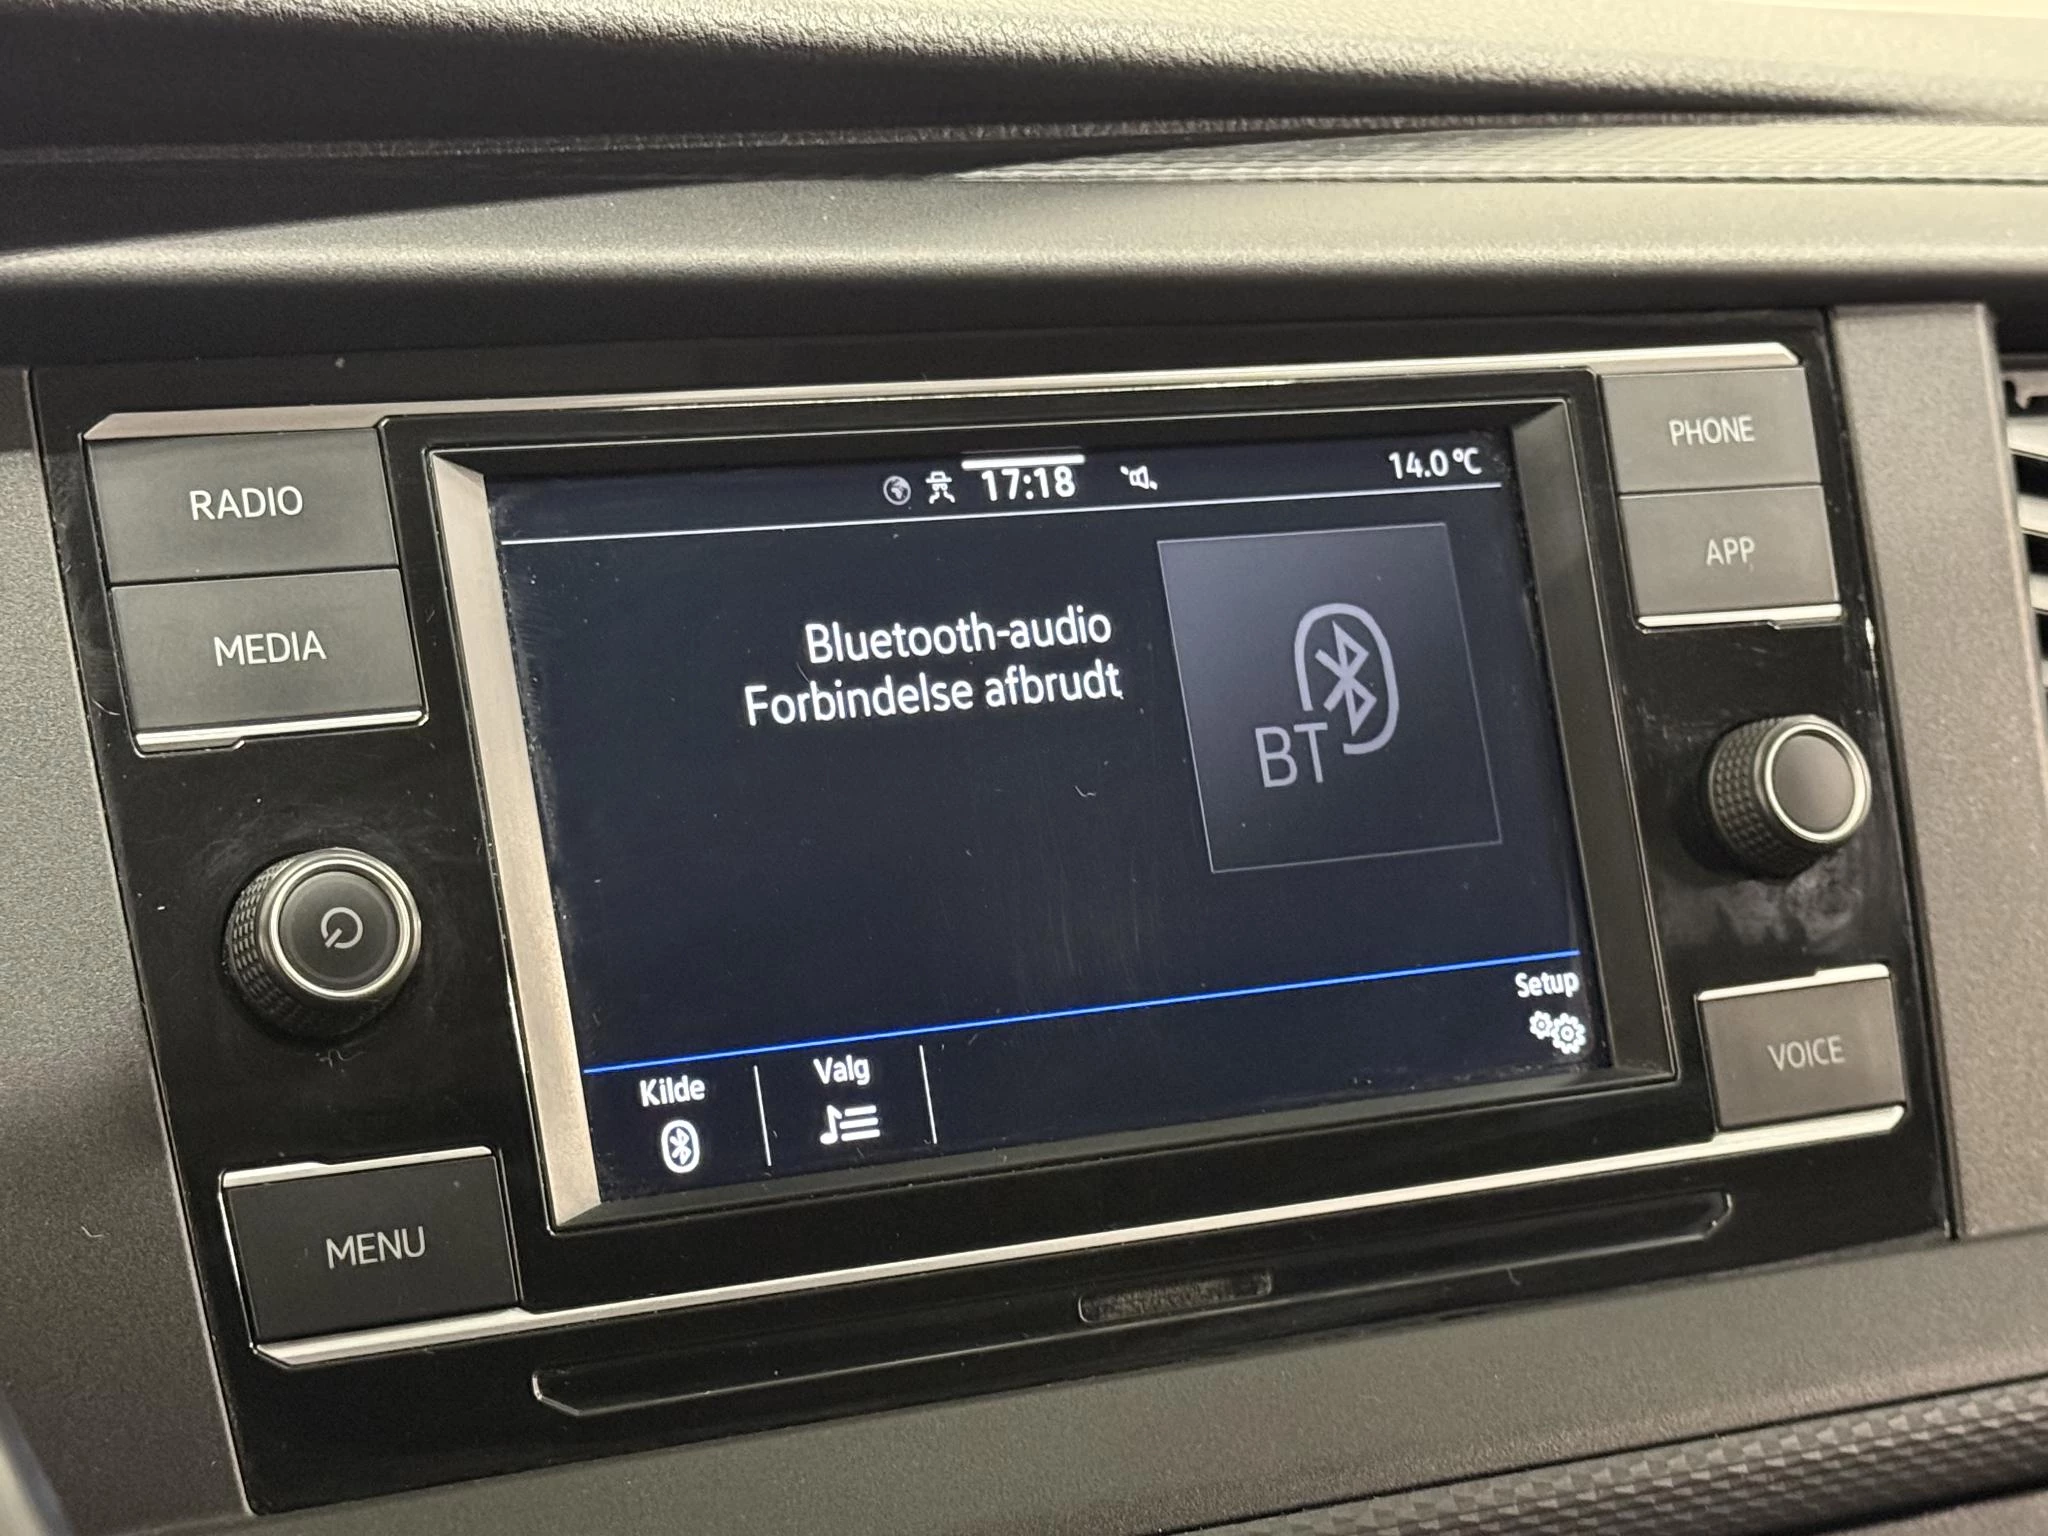 RADIO
MEDIA
MENU
17:18
14.0 °C
Bluetooth-audio
Forbindelse afbrudt
BT
Setup
Kilde
Valg
PHONE
APP
VOICE